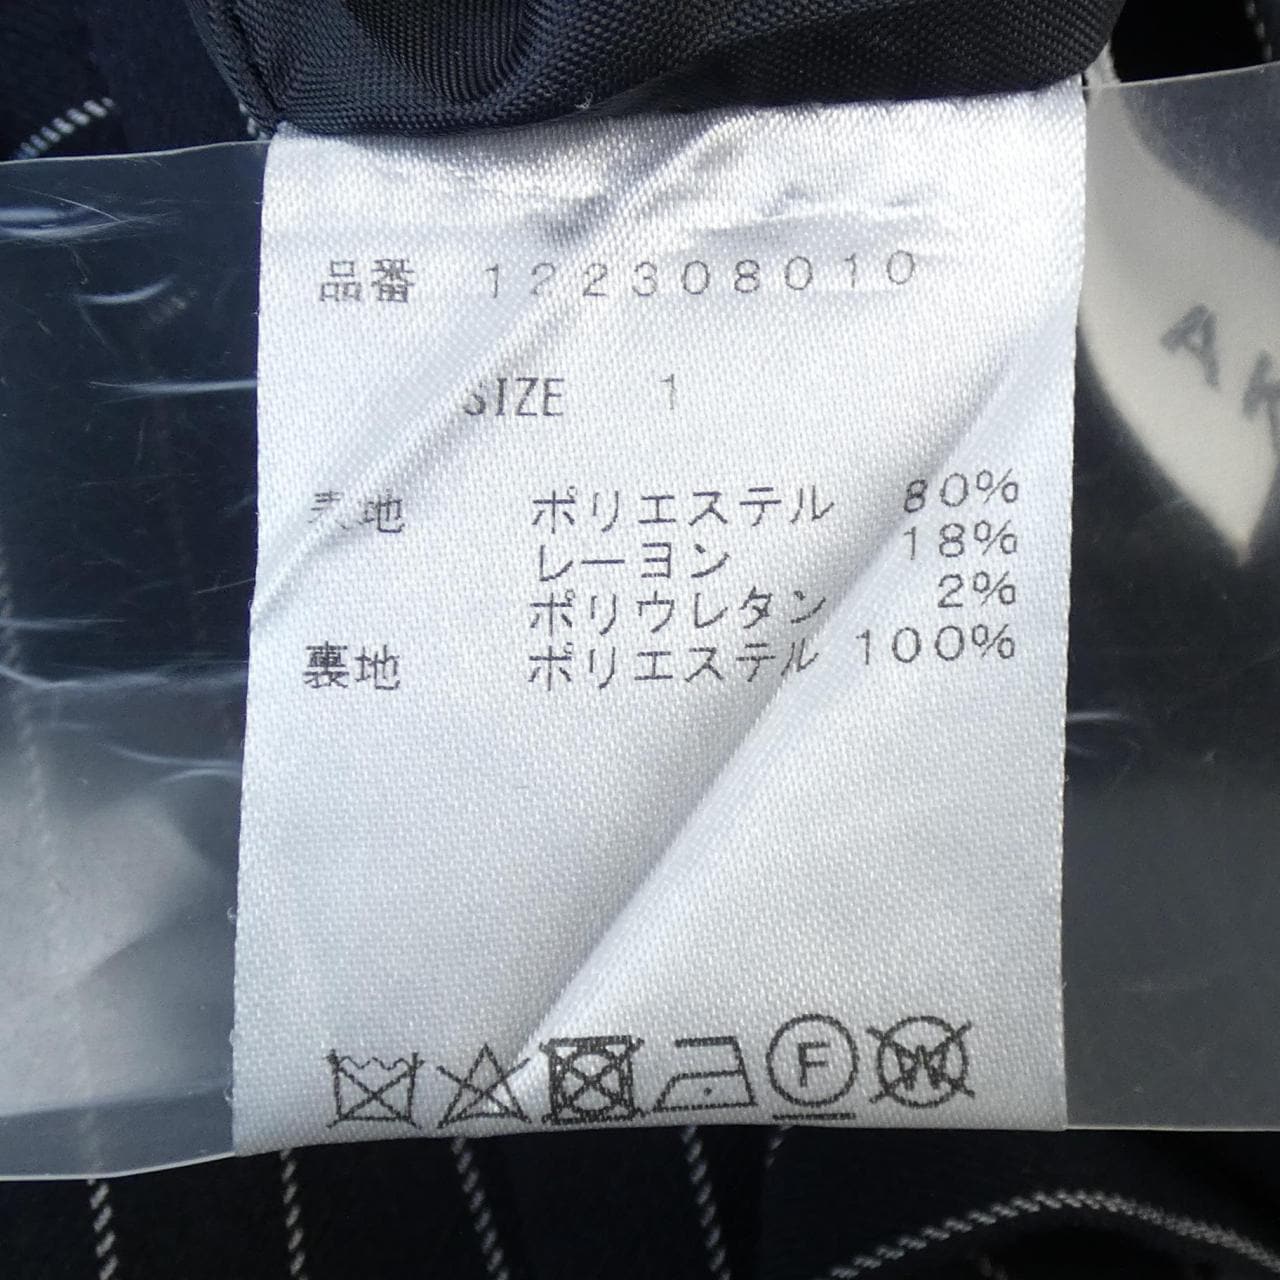 品番 122308010
SIZE 1
表地 ポリエステル 80%
レーヨン 18%
ポリウレタン 2%
裏地 ポリエステル 100%
F W
AK